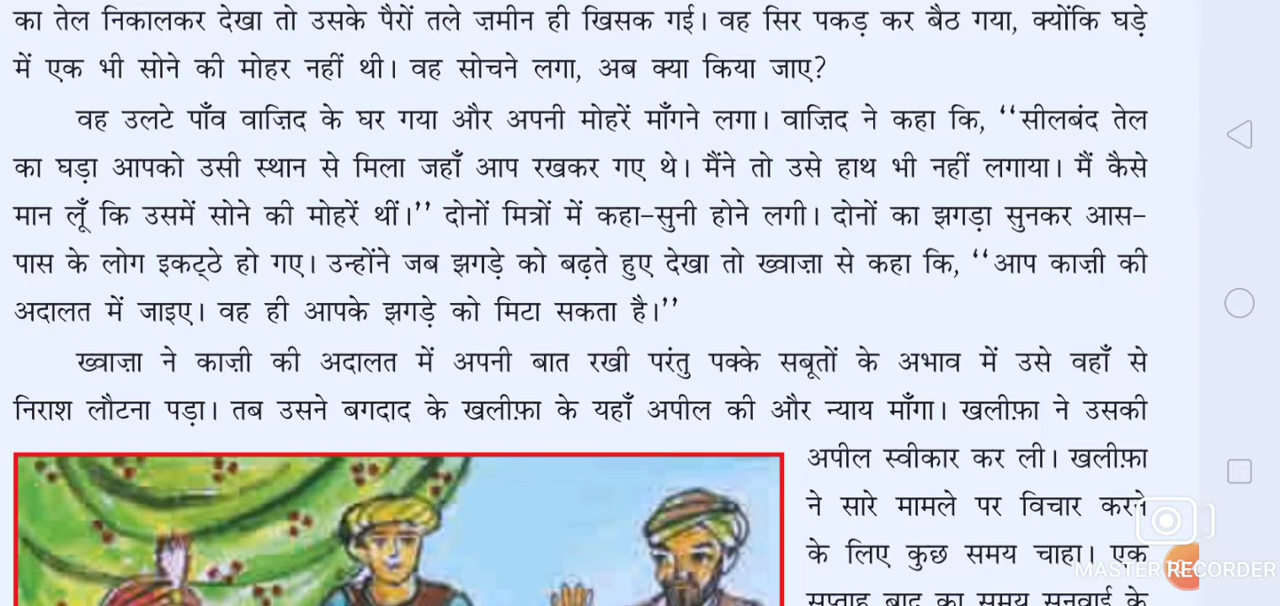 का तेल निकालकर देखा तो उसके पैरों तले ज़मीन ही खिसक गई। वह सिर पकड़ कर बैठ गया, क्योंकि घड़े
में एक भी सोने की मोहर नहीं थी। वह सोचने लगा, अब क्या किया जाए?
वह उलटे पाँव वाज़िद के घर गया और अपनी मोहरें माँगने लगा। वाज़िद ने कहा कि, ‘‘सीलबंद तेल
का घड़ा आपको उसी स्थान से मिला जहाँ आप रखकर गए थे। मैंने तो उसे हाथ भी नहीं लगाया। मैं कैसे
मान लूँ कि उसमें सोने की मोहरें थीं।’’ दोनों मित्रों में कहा-सुनी होने लगी। दोनों का झगड़ा सुनकर आस-
पास के लोग इकट्ठे हो गए। उन्होंने जब झगड़े को बढ़ते हुए देखा तो ख्वाज़ा से कहा कि, ‘‘आप काज़ी की
अदालत में जाइए। वह ही आपके झगड़े को मिटा सकता है।’’
ख्वाज़ा ने काज़ी की अदालत में अपनी बात रखी परंतु पक्के सबूतों के अभाव में उसे वहाँ से
निराश लौटना पड़ा। तब उसने बगदाद के खलीफ़ा के यहाँ अपील की और न्याय माँगा। खलीफ़ा ने उसकी
अपील स्वीकार कर ली। खलीफ़ा
ने सारे मामले पर विचार करने
के लिए कुछ समय चाहा। एक
सप्ताह बाद का समय सुनवाई के
MASTER RECORDER